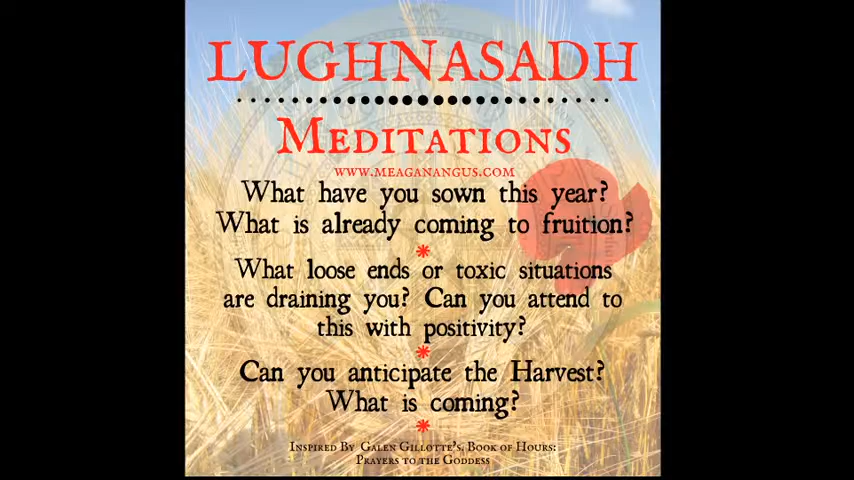 LUGHNASADH
MEDITATIONS
WWW.MEAGANANGUS.COM
What have you sown this year?
What is already coming to fruition?
What loose ends or toxic situations
are draining you? Can you attend to
this with positivity?
Can you anticipate the Harvest?
What is coming?
INSPIRED BY GALEN GILLOTTE'S, BOOK OF HOURS:
PRAYERS TO THE GODDESS